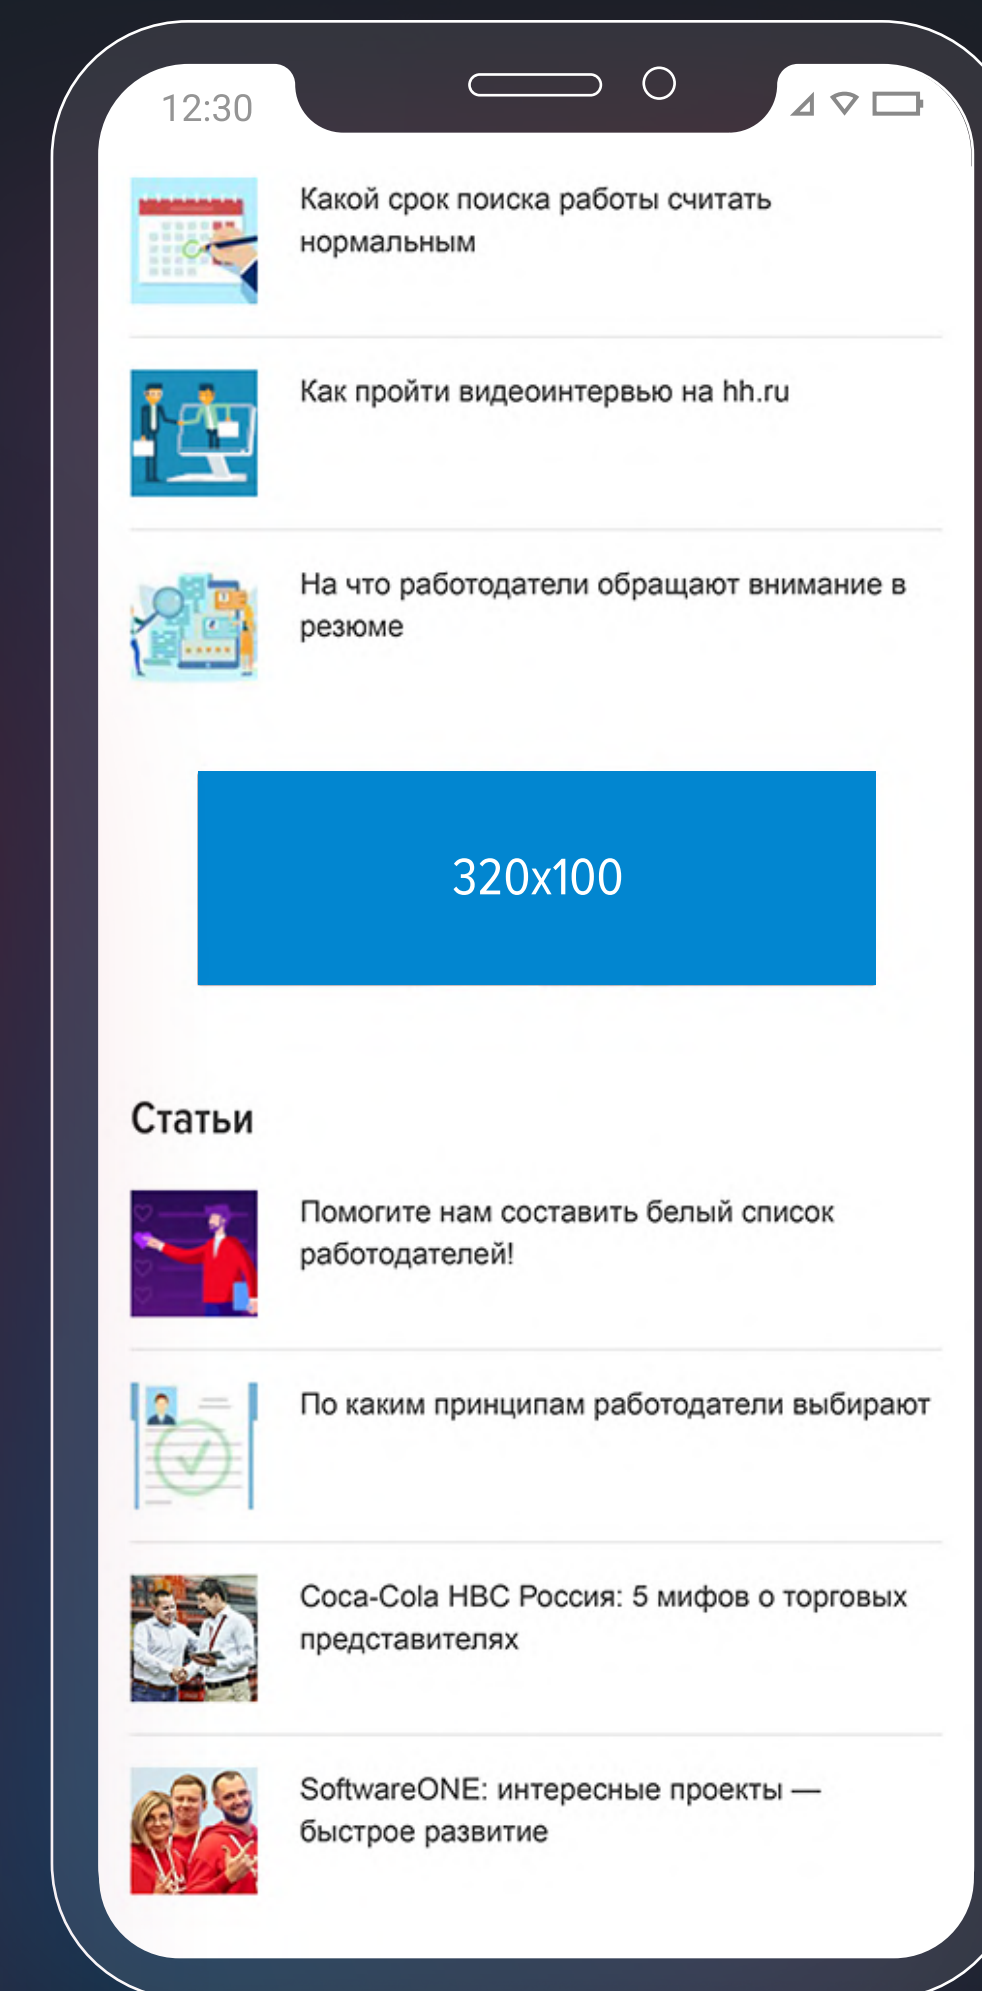 12:30
Какой срок поиска работы считать
нормальным
Как пройти видеоинтервью на hh.ru
На что работодатели обращают внимание в
резюме
320x100
Статьи
Помогите нам составить белый список
работодателей!
По каким принципам работодатели выбирают
Coca-Cola HBC Россия: 5 мифов о торговых
представителях
SoftwareONE: интересные проекты —
быстрое развитие